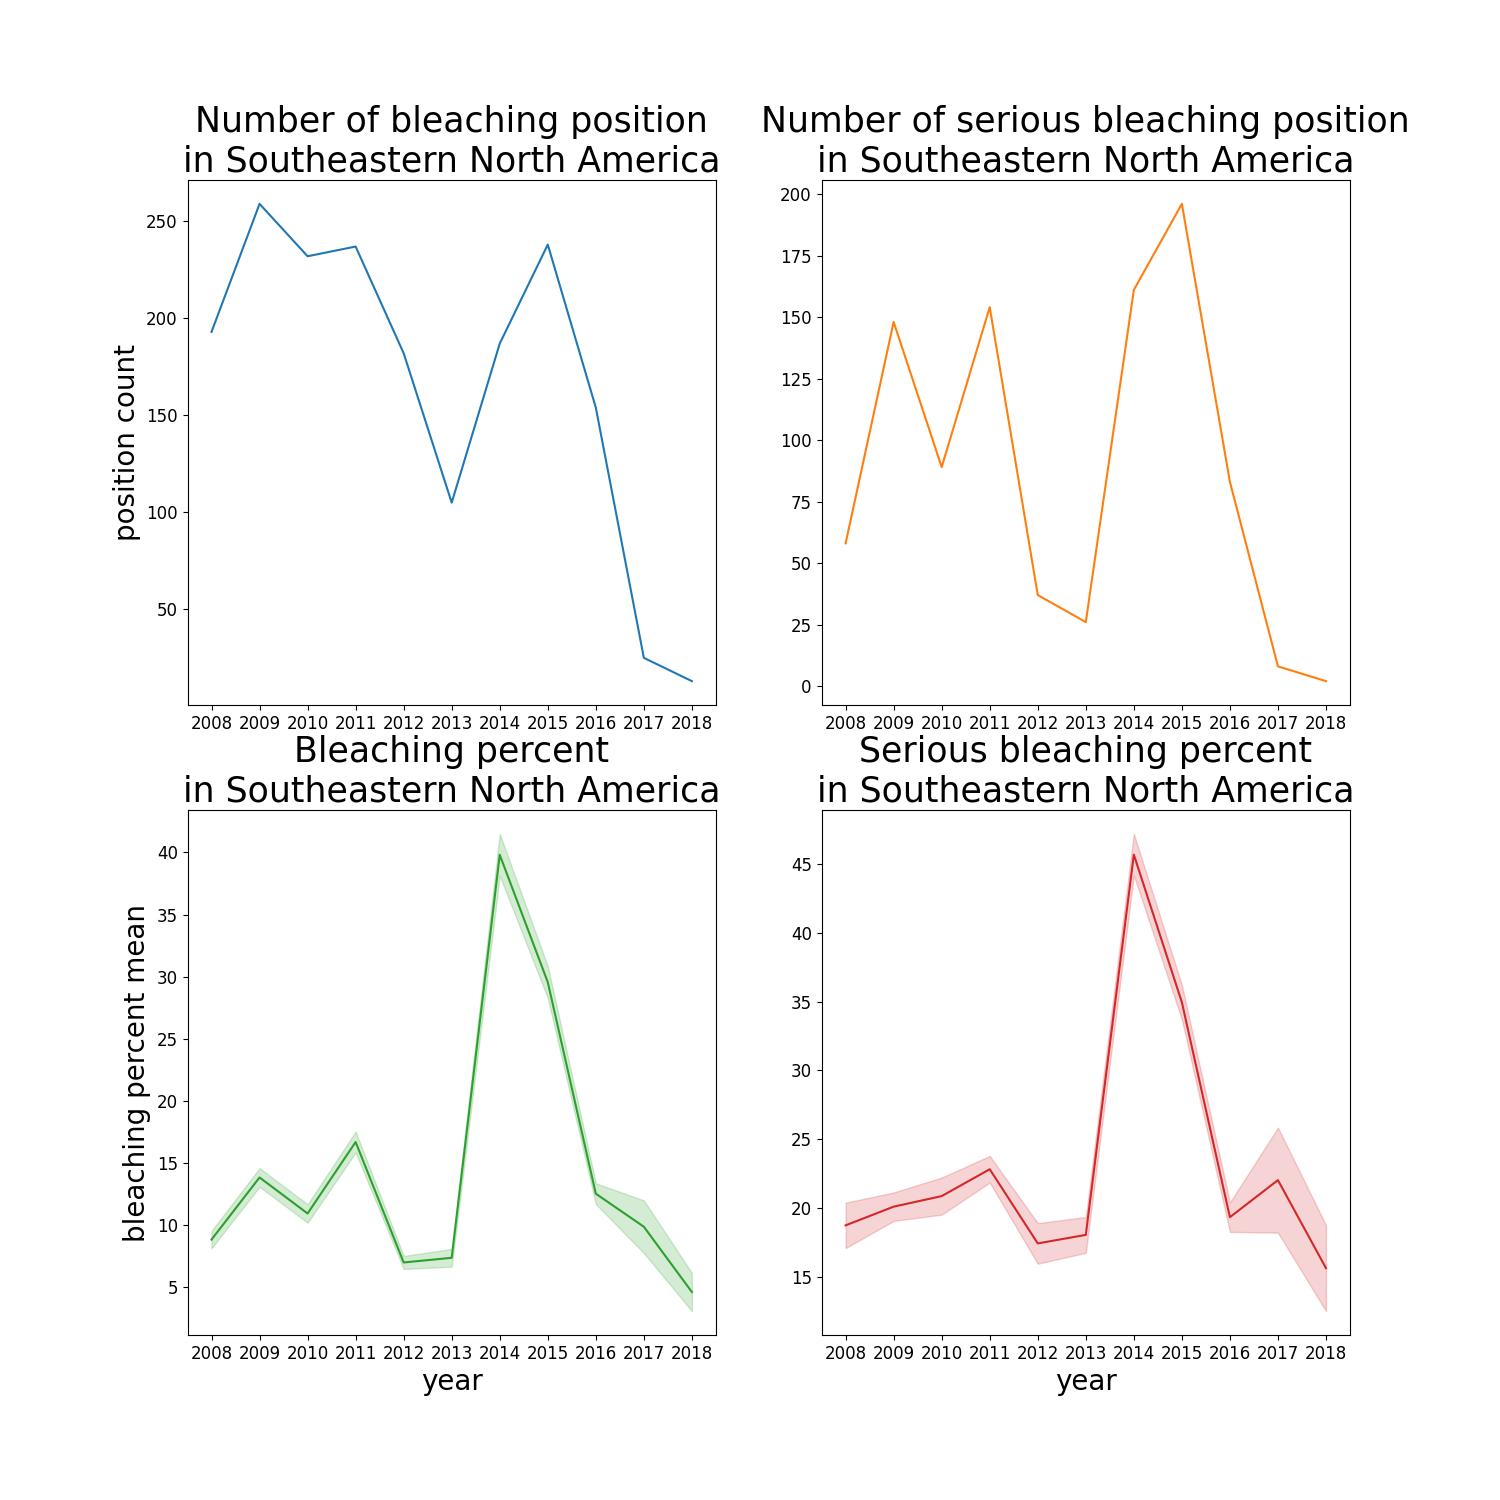 Number of bleaching position
in Southeastern North America
position count
250
200
150
100
50
2008 2009 2010 2011 2012 2013 2014 2015 2016 2017 2018
Number of serious bleaching position
in Southeastern North America
200
175
150
125
100
75
50
25
0
2008 2009 2010 2011 2012 2013 2014 2015 2016 2017 2018
Bleaching percent
in Southeastern North America
bleaching percent mean
40
35
30
25
20
15
10
5
2008 2009 2010 2011 2012 2013 2014 2015 2016 2017 2018
year
Serious bleaching percent
in Southeastern North America
45
40
35
30
25
20
15
2008 2009 2010 2011 2012 2013 2014 2015 2016 2017 2018
year